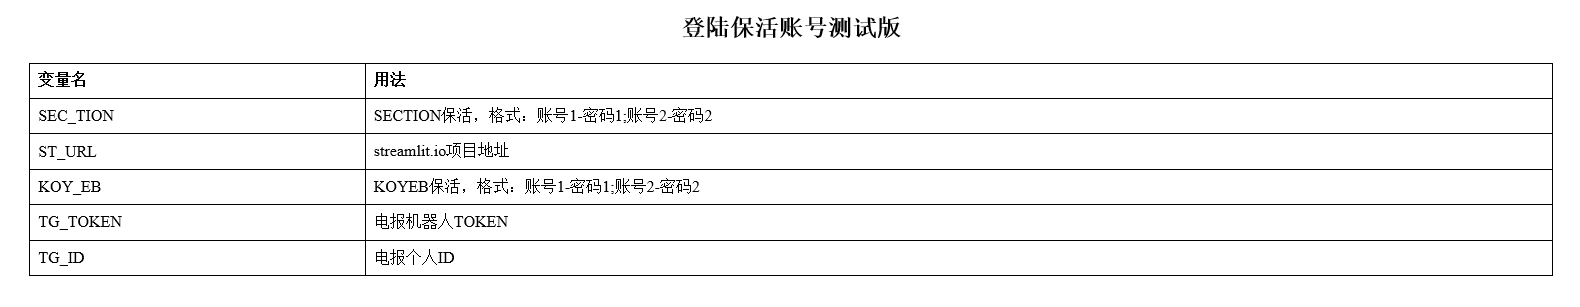 登陆保活账号测试版
变量名 用法
SEC_TION SECTION保活，格式：账号1-密码1;账号2-密码2
ST_URL streamlit.io项目地址
KOY_EB KOYEB保活，格式：账号1-密码1;账号2-密码2
TG_TOKEN 电报机器人TOKEN
TG_ID 电报个人ID